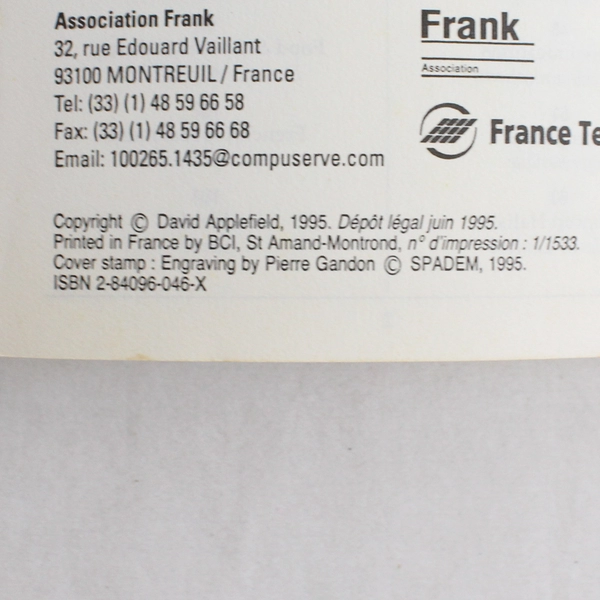 Association Frank
32, rue Edouard Vaillant
93100 MONTREUIL / France
Tel: (33) (1) 48 59 66 58
Fax: (33) (1) 48 59 66 68
Email: 100265.1435@compuserve.com
Frank
Association
France Te
Copyright © David Applefield, 1995. Dépôt légal juin 1995.
Printed in France by BCI, St Amand-Montrond, n° d'impression : 1/1533.
Cover stamp : Engraving by Pierre Gandon © SPADEM, 1995.
ISBN 2-84096-046-X